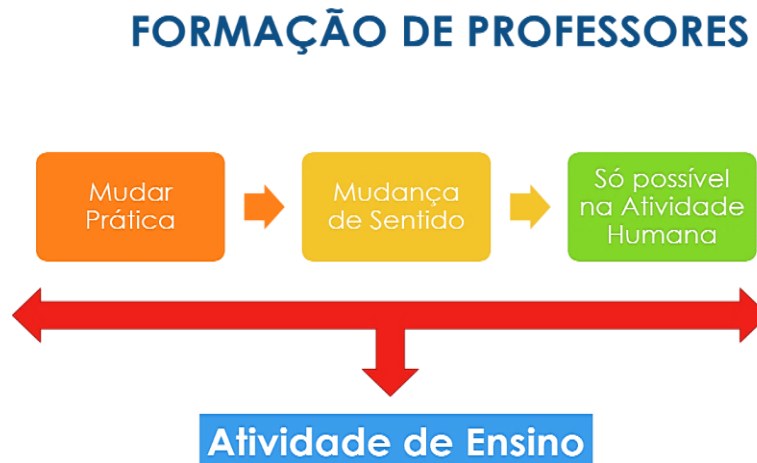 FORMAÇÃO DE PROFESSORES
Mudar
Prática
Mudança
de Sentido
Só possível
na Atividade
Humana
Atividade de Ensino